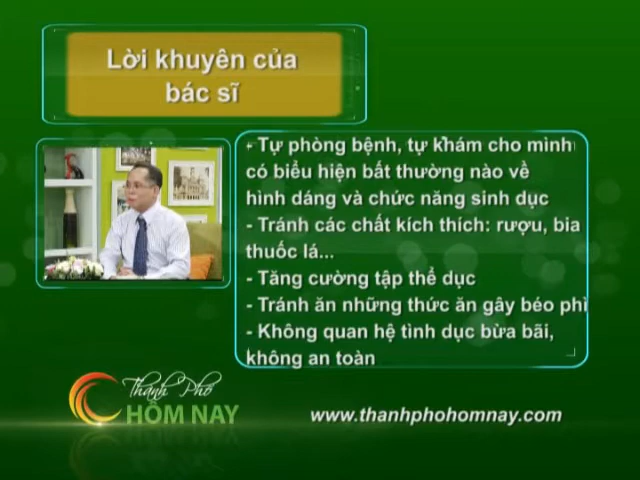 Lời khuyên của
bác sĩ
- Tự phòng bệnh, tự khám cho mình
có biểu hiện bất thường nào về
hình dáng và chức năng sinh dục
- Tránh các chất kích thích: rượu, bia
thuốc lá...
- Tăng cường tập thể dục
- Tránh ăn những thức ăn gây béo phì
- Không quan hệ tình dục bừa bãi,
không an toàn
Thành Phố
HÔM NAY
www.thanhphohomnay.com